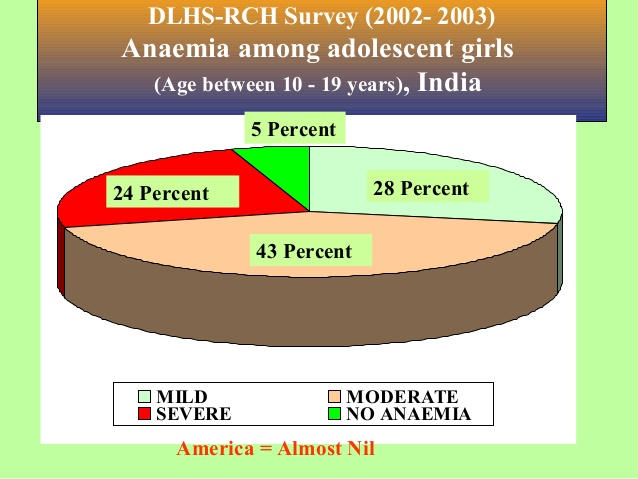 DLHS-RCH Survey (2002- 2003)
Anaemia among adolescent girls
(Age between 10 - 19 years), India
5 Percent
24 Percent
28 Percent
43 Percent
MILD
MODERATE
SEVERE
NO ANAEMIA
America = Almost Nil